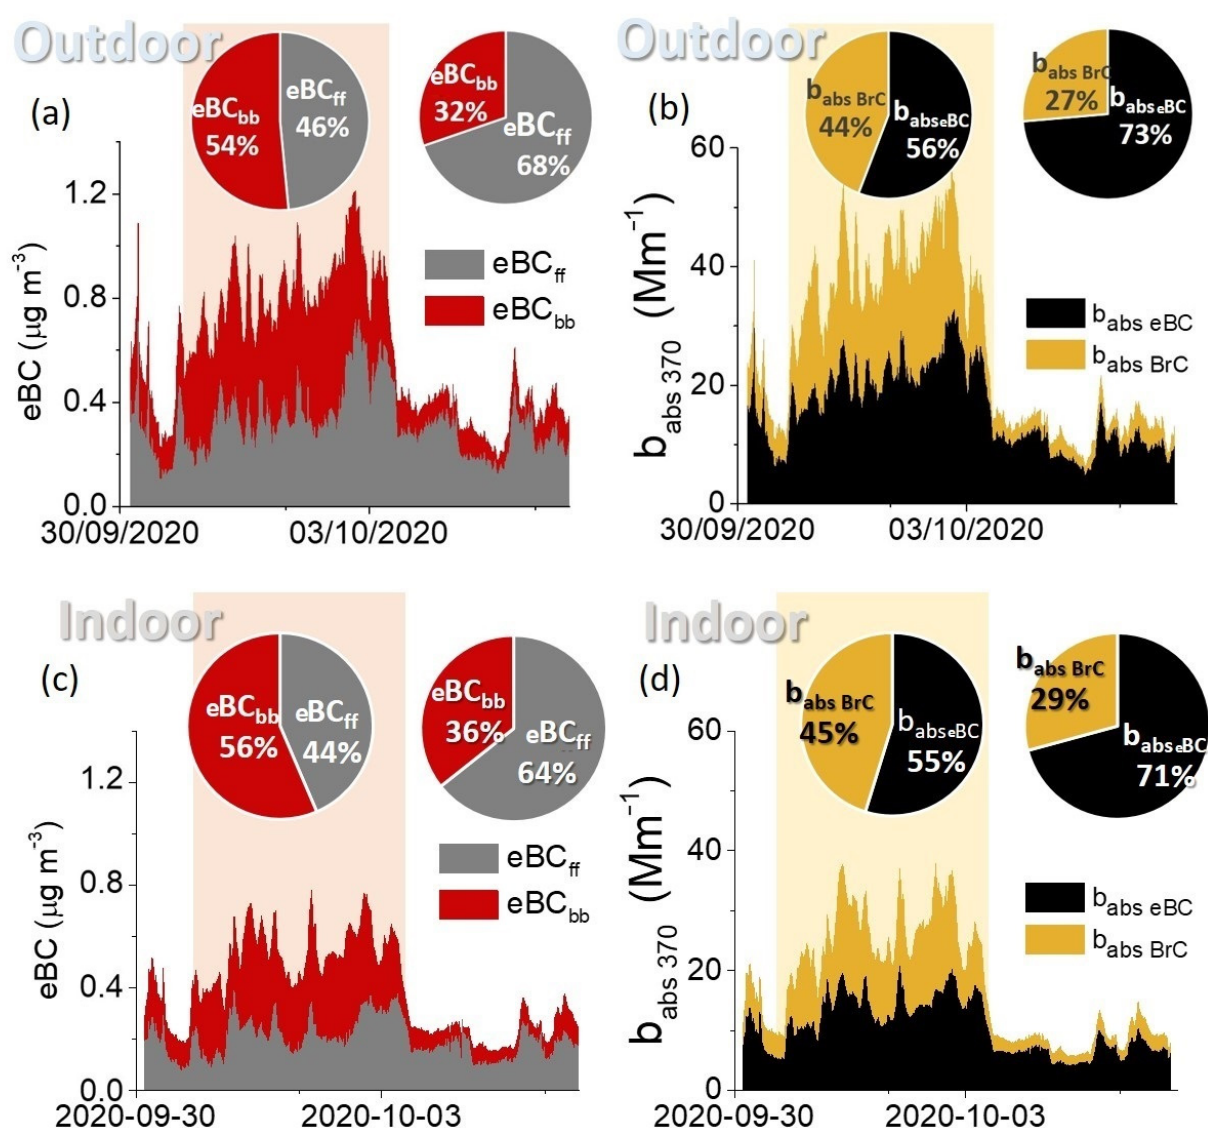 Outdoor
(a)
eBCbb
54%
eBCff
46%
eBCbb
32%
eBCff
68%
1.2
0.8
0.4
0.0
eBC (μg m⁻³)
eBCff
eBCbb
30/09/2020
03/10/2020
Outdoor
(b)
babs BrC
44%
babseBC
56%
babs BrC
27%
babseBC
73%
60
40
20
0
babs 370 (Mm⁻¹)
babs eBC
babs BrC
30/09/2020
03/10/2020
Indoor
(c)
eBCbb
56%
eBCff
44%
eBCbb
36%
eBCff
64%
1.2
0.8
0.4
0.0
eBC (μg m⁻³)
eBCff
eBCbb
2020-09-30
2020-10-03
Indoor
(d)
babs BrC
45%
babseBC
55%
babs BrC
29%
babseBC
71%
60
40
20
0
babs 370 (Mm⁻¹)
babs eBC
babs BrC
2020-09-30
2020-10-03